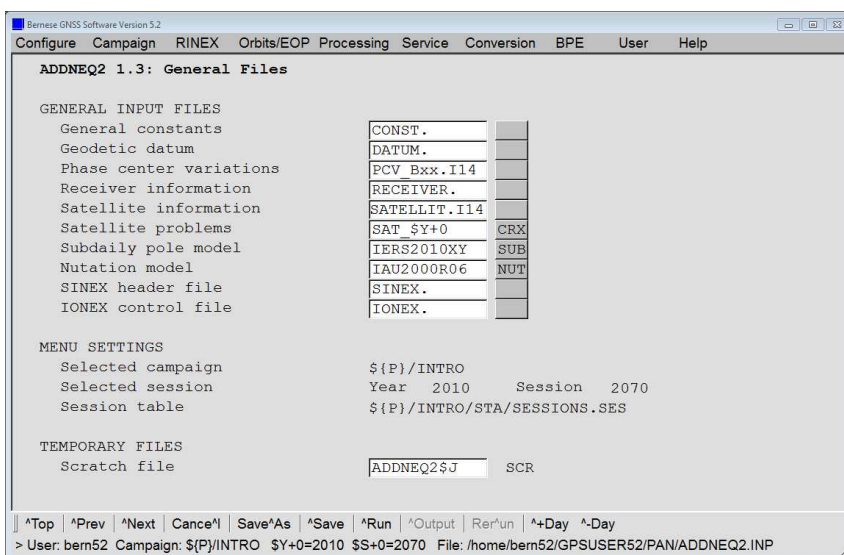 Bernese GNSS Software Version 5.2
Configure Campaign RINEX Orbits/EOP Processing Service Conversion BPE User Help
ADDNEQ2 1.3: General Files
GENERAL INPUT FILES
General constants CONST.
Geodetic datum DATUM.
Phase center variations PCV_Bxx.I14
Receiver information RECEIVER.
Satellite information SATELLIT.I14
Satellite problems SAT_$Y+0 CRX
Subdaily pole model IERS2010XY SUB
Nutation model IAU2000R06 NUT
SINEX header file SINEX.
IONEX control file IONEX.
MENU SETTINGS
Selected campaign ${P}/INTRO
Selected session Year 2010 Session 2070
Session table ${P}/INTRO/STA/SESSIONS.SES
TEMPORARY FILES
Scratch file ADDNEQ2$J SCR
^Top | ^Prev | ^Next | Cance^l | Save^As | ^Save | ^Run | ^Output | Rer^un | ^+Day ^-Day
> User: bern52 Campaign: ${P}/INTRO $Y+0=2010 $S+0=2070 File: /home/bern52/GPSUSER52/PAN/ADDNEQ2.INP